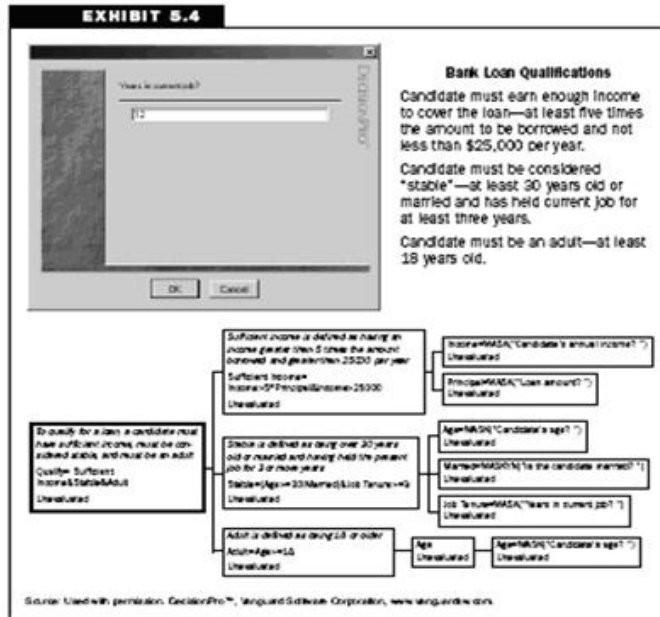 EXHIBIT 5.4
Years in current job?
12
DecisionPro
OK
Cancel
Bank Loan Qualifications
Candidate must earn enough income
to cover the loan—at least five times
the amount to be borrowed and not
less than $25,000 per year.
Candidate must be considered
"stable"—at least 30 years old or
married and has held current job for
at least three years.
Candidate must be an adult—at least
18 years old.
To qualify for a loan, a candidate must
have sufficient income, must be con-
sidered stable, and must be an adult
Qualify= Sufficient
Income&Stable&Adult
Unevaluated
Sufficient income is defined as having an
income greater than 5 times the amount
borrowed and greater than 25000 per year
Sufficient Income=
Income>5*Principal&Income>25000
Unevaluated
Income=MASK("Candidate's annual income? ")
Unevaluated
Principal=MASK("Loan amount? ")
Unevaluated
Stable is defined as being over 30 years
old or married and having held the present
job for 3 or more years
Stable=(Age>=30|Married)&Job Tenure>=3
Unevaluated
Age=MASK("Candidate's age? ")
Unevaluated
"Is the candidate married? ")
Unevaluated
Job Tenure=MASK("Years in current job? ")
Unevaluated
Adult is defined as being 18 or older
Adult=Age>=18
Unevaluated
Age
Unevaluated
Age=MASK("Candidate's age? ")
Unevaluated
Source: Used with permission. DecisionPro™, Vanguard Software Corporation, www.vanguardsw.com.